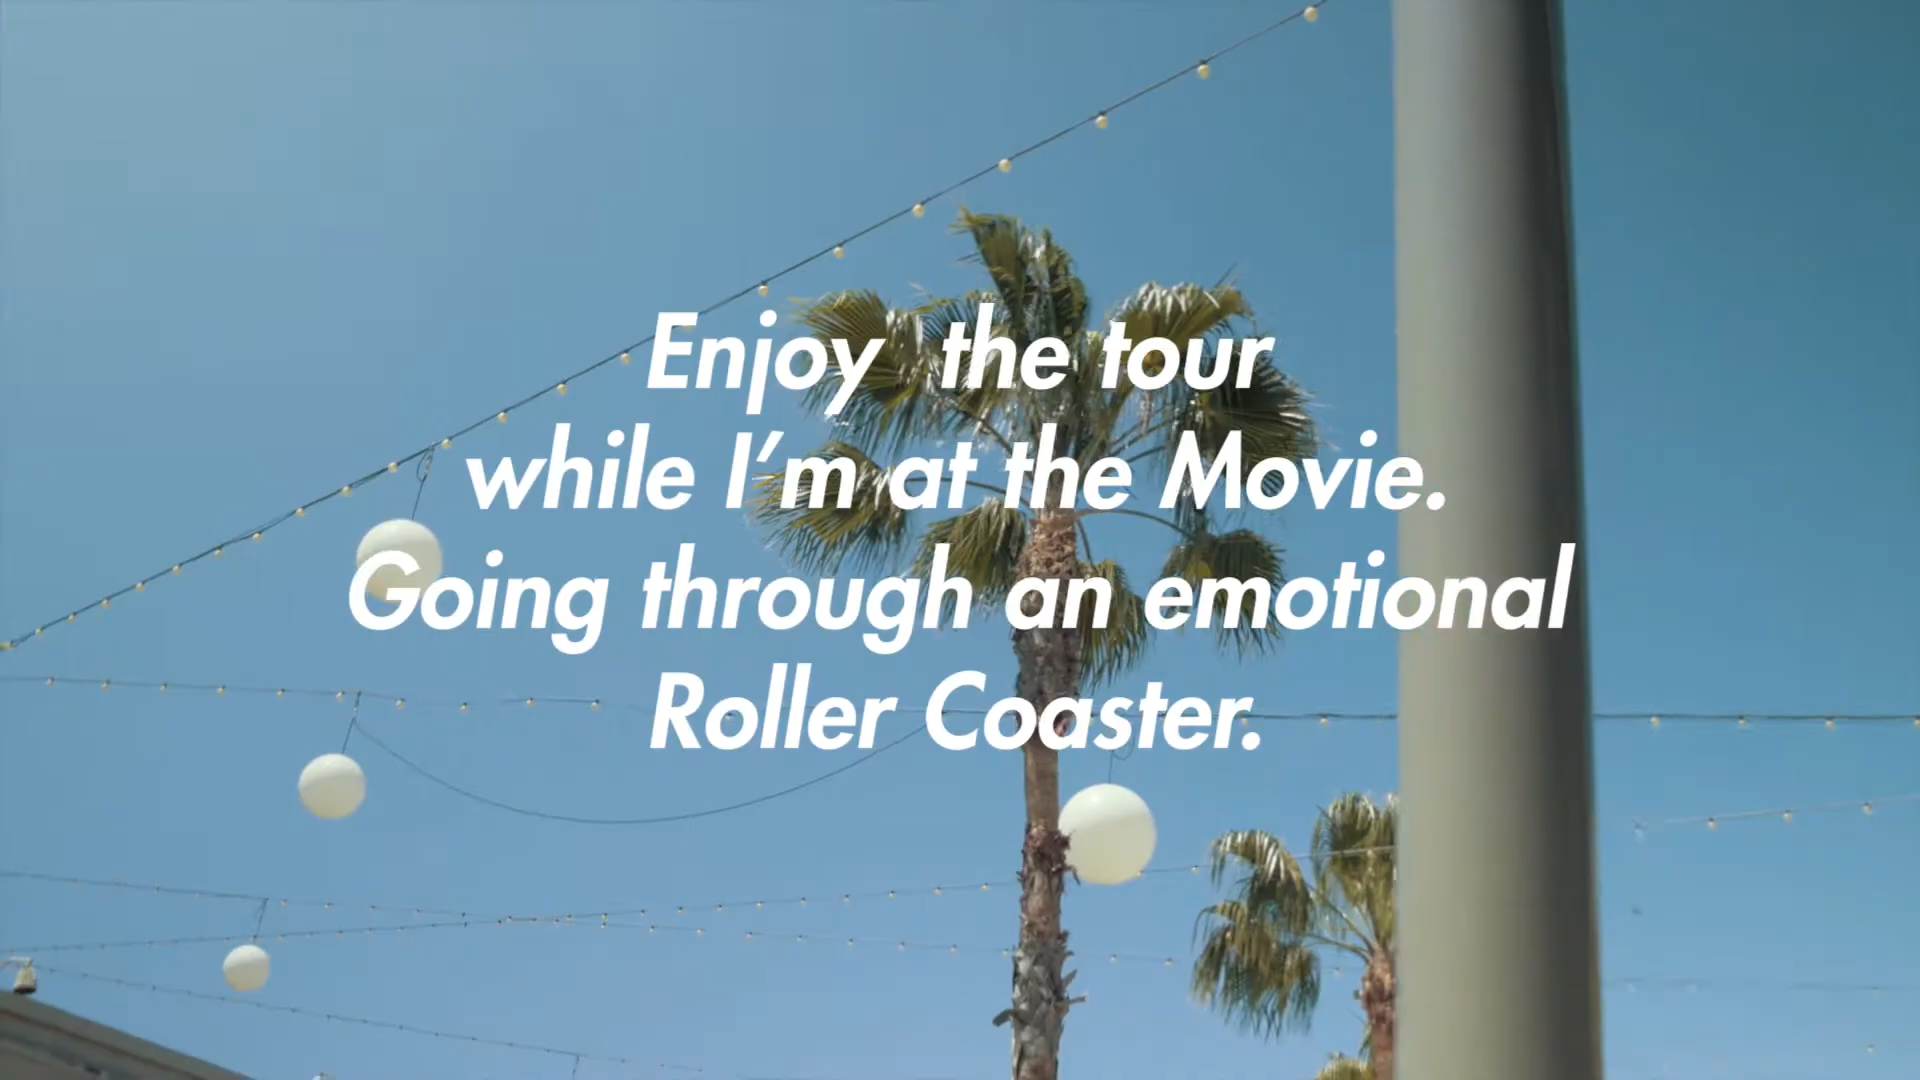 Enjoy  the tour
while I’m at the Movie.
Going through an emotional
Roller Coaster.